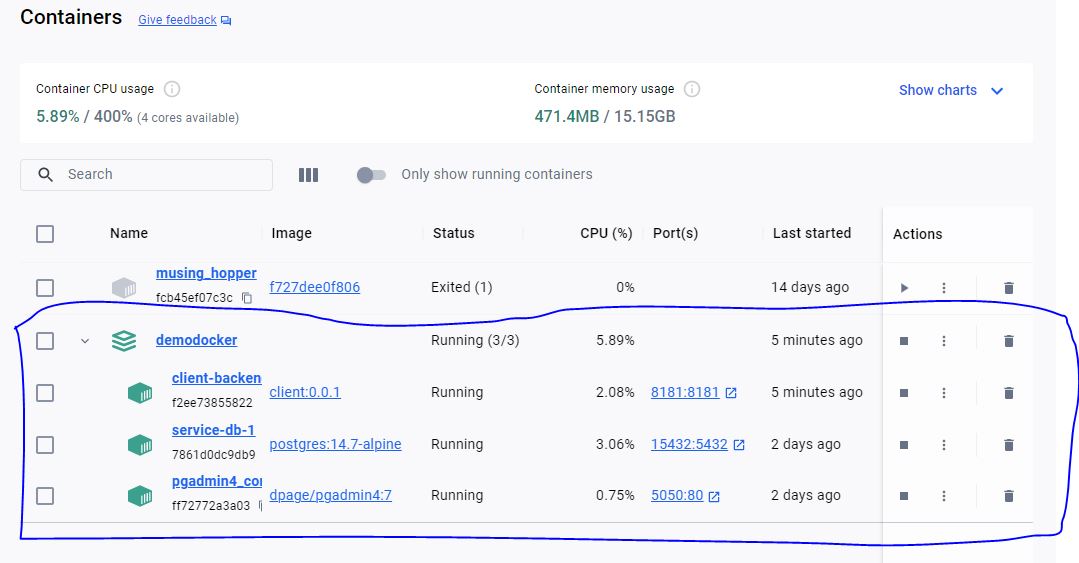 Containers Give feedback
Container CPU usage Container memory usage Show charts
5.89% / 400% (4 cores available) 471.4MB / 15.15GB
Search Only show running containers
Name Image Status CPU (%) Port(s) Last started Actions
musing_hopper
fcb45ef07c3c f727dee0f806 Exited (1) 0% 14 days ago
demodocker Running (3/3) 5.89% 5 minutes ago
client-backen
f2ee73855822 client:0.0.1 Running 2.08% 8181:8181 5 minutes ago
service-db-1
7861d0dc9db9 postgres:14.7-alpine Running 3.06% 15432:5432 2 days ago
pgadmin4_co
ff72772a3a03 dpage/pgadmin4:7 Running 0.75% 5050:80 2 days ago